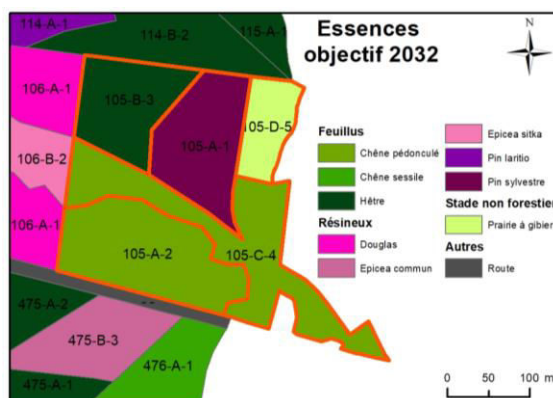 Essences
objectif 2032
N
114-A-1
114-B-2
115-A-1
106-A-1
105-B-3
105-A-1
105-D-5
106-B-2
106-A-1
105-A-2
105-C-4
475-A-2
- -
475-B-3
476-A-1
475-A-1
Feuillus
Chêne pédonculé
Chêne sessile
Hêtre
Résineux
Douglas
Epicea commun
Epicea sitka
Pin laritio
Pin sylvestre
Stade non forestier
Prairie à gibier
Autres
Route
0 50 100 m